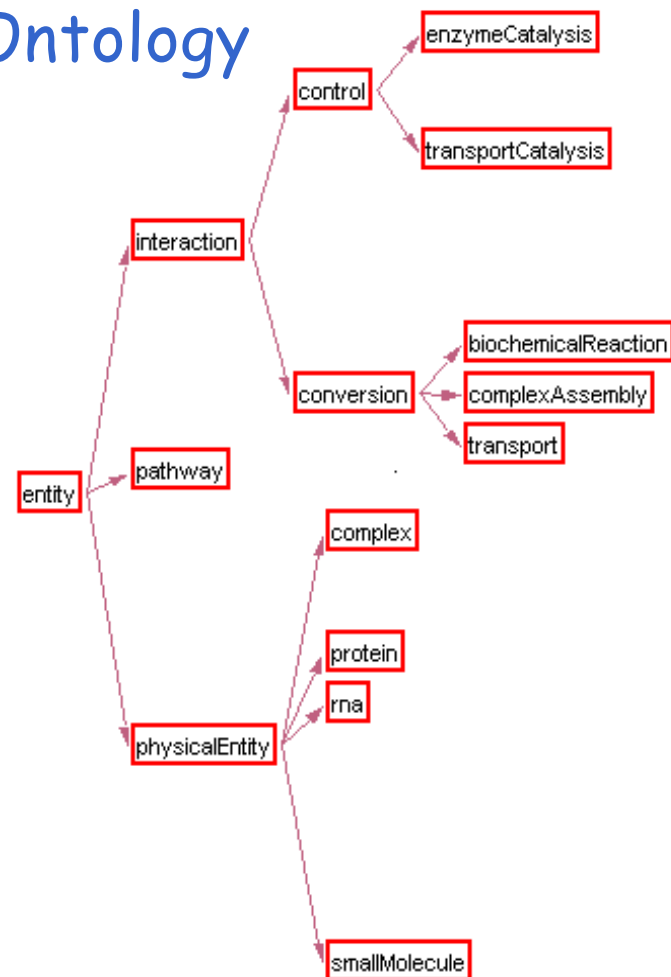 Ontology
enzymeCatalysis
control
transportCatalysis
interaction
biochemicalReaction
conversion
complexAssembly
transport
pathway
entity
complex
protein
rna
physicalEntity
smallMolecule